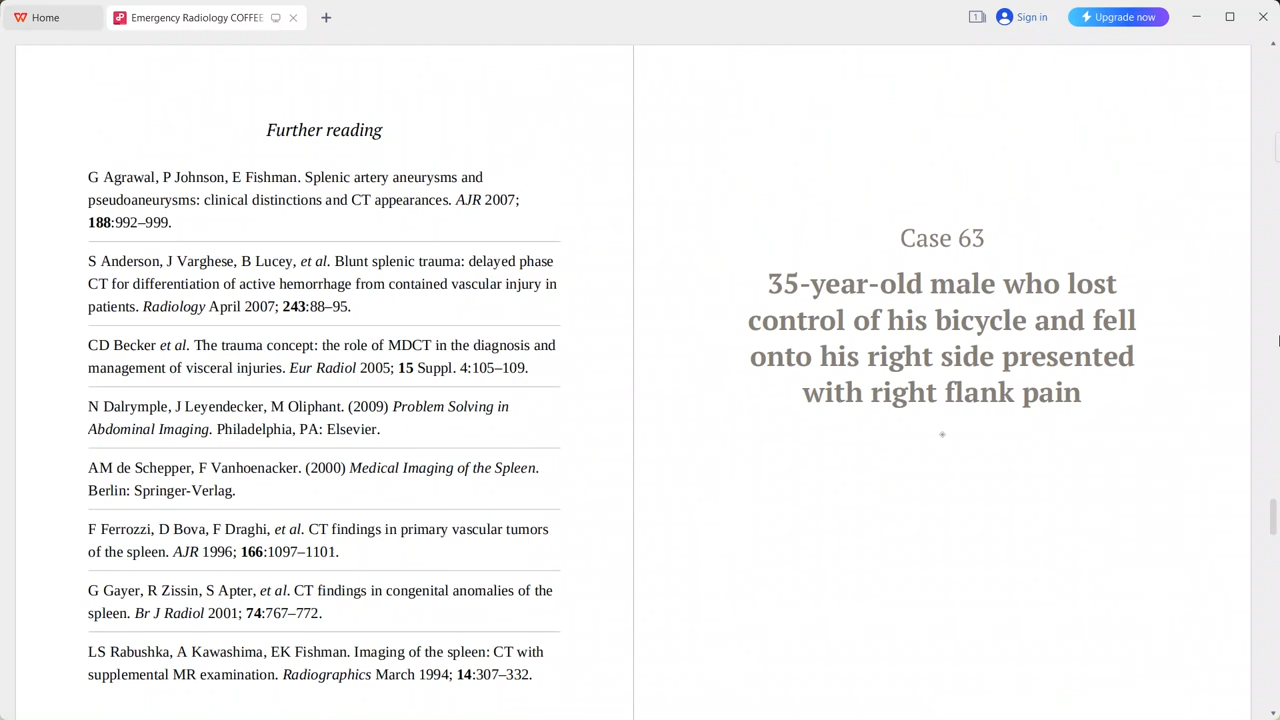 Home
Emergency Radiology COFFEE
1
Sign in
Upgrade now
Further reading
G Agrawal, P Johnson, E Fishman. Splenic artery aneurysms and
pseudoaneurysms: clinical distinctions and CT appearances. AJR 2007;
188:992–999.
S Anderson, J Varghese, B Lucey, et al. Blunt splenic trauma: delayed phase
CT for differentiation of active hemorrhage from contained vascular injury in
patients. Radiology April 2007; 243:88–95.
CD Becker et al. The trauma concept: the role of MDCT in the diagnosis and
management of visceral injuries. Eur Radiol 2005; 15 Suppl. 4:105–109.
N Dalrymple, J Leyendecker, M Oliphant. (2009) Problem Solving in
Abdominal Imaging. Philadelphia, PA: Elsevier.
AM de Schepper, F Vanhoenacker. (2000) Medical Imaging of the Spleen.
Berlin: Springer-Verlag.
F Ferrozzi, D Bova, F Draghi, et al. CT findings in primary vascular tumors
of the spleen. AJR 1996; 166:1097–1101.
G Gayer, R Zissin, S Apter, et al. CT findings in congenital anomalies of the
spleen. Br J Radiol 2001; 74:767–772.
LS Rabushka, A Kawashima, EK Fishman. Imaging of the spleen: CT with
supplemental MR examination. Radiographics March 1994; 14:307–332.
Case 63
35-year-old male who lost
control of his bicycle and fell
onto his right side presented
with right flank pain